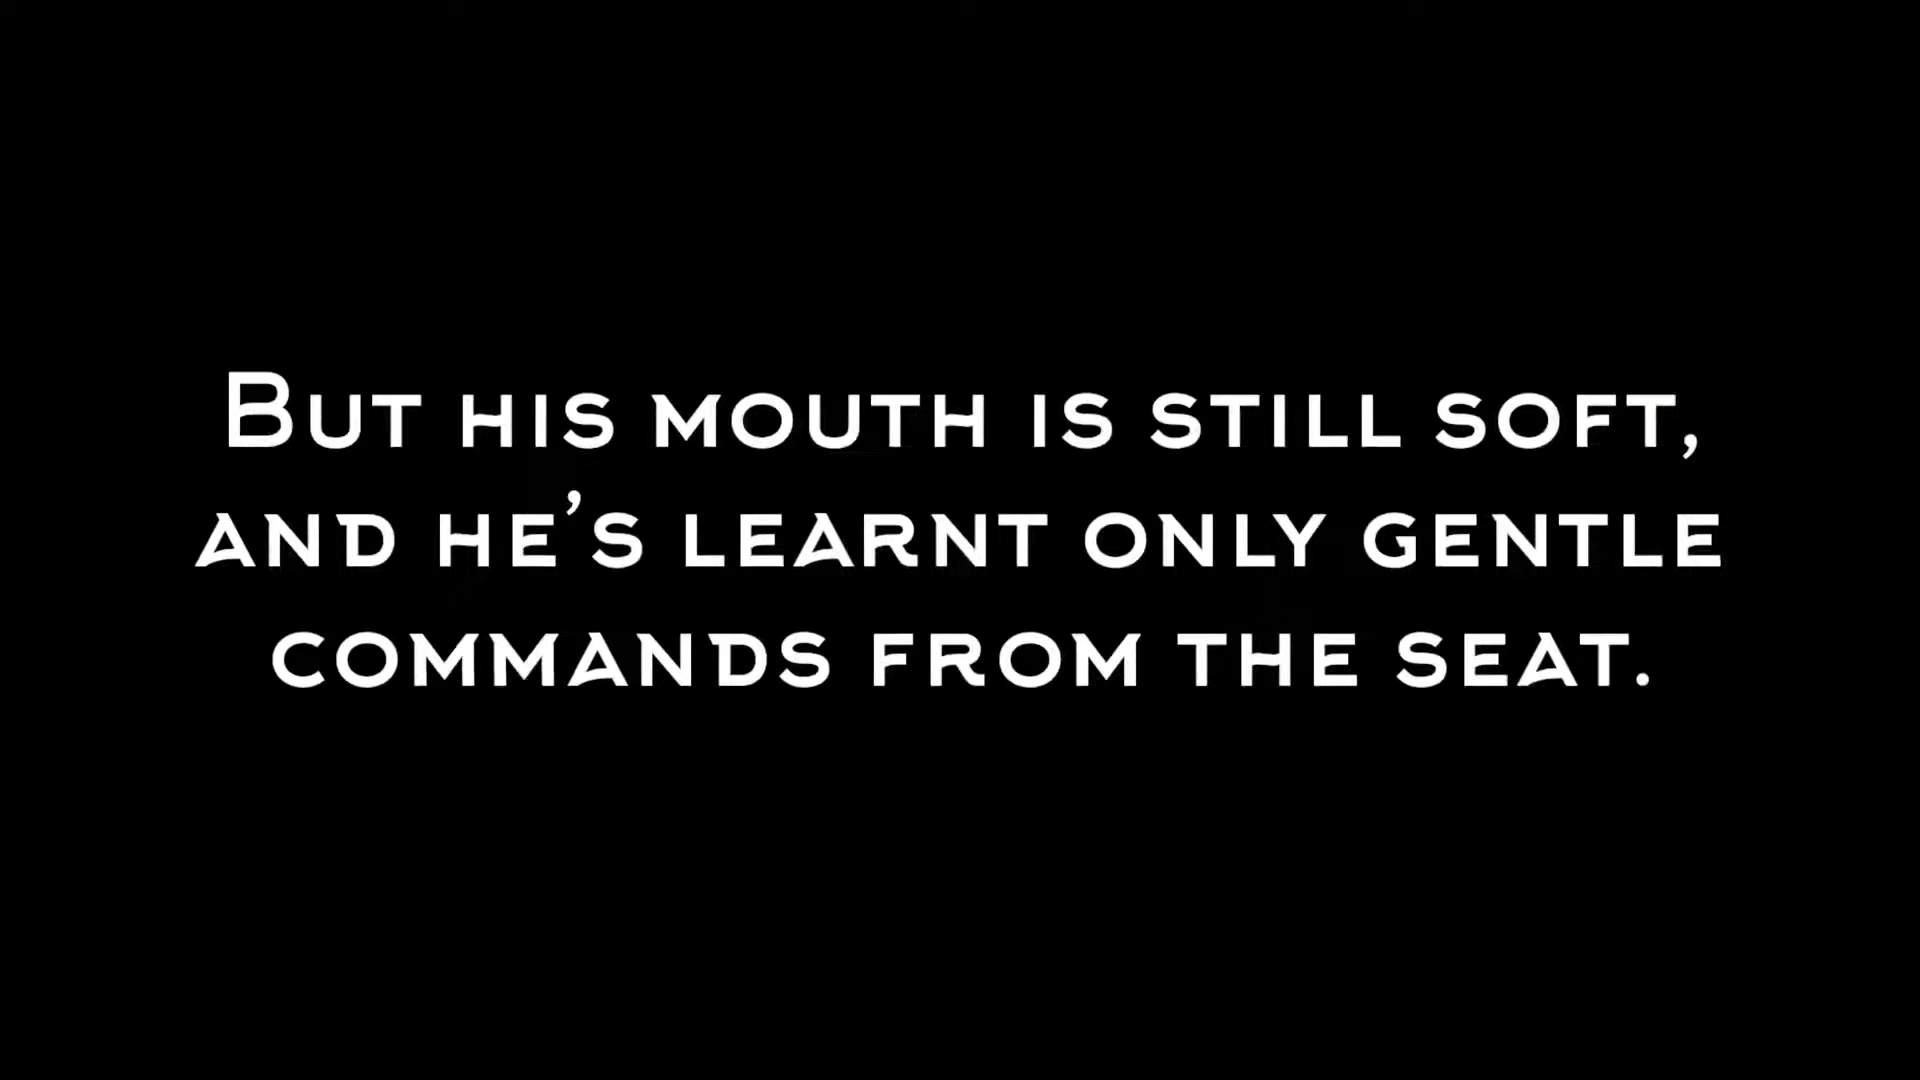 But his mouth is still soft,
and he’s learnt only gentle
commands from the seat.